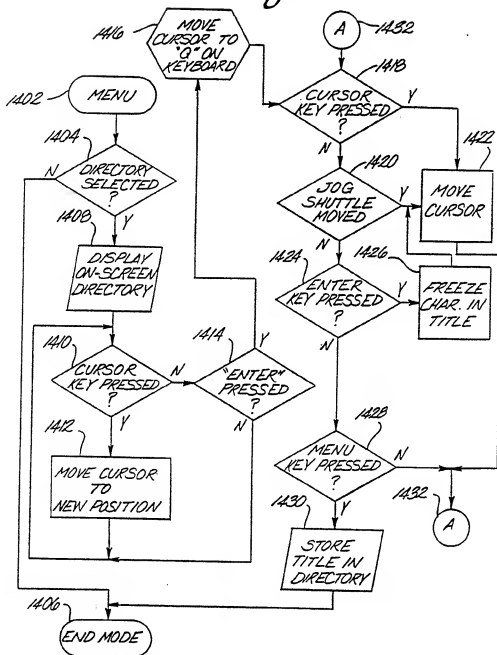 1416
MOVE
CURSOR TO
"Q" ON
KEYBOARD
A
1432
1418
CURSOR
KEY PRESSED
?
Y
N
1402
MENU
1404
N
DIRECTORY
SELECTED
?
Y
1408
DISPLAY
ON-SCREEN
DIRECTORY
1410
CURSOR
KEY PRESSED
?
N
Y
1414
"ENTER"
PRESSED
?
Y
N
1412
MOVE CURSOR
TO
NEW POSITION
1420
JOG
SHUTTLE
MOVED
Y
N
1422
MOVE
CURSOR
1424
ENTER
KEY PRESSED
?
Y
N
1426
FREEZE
CHAR. IN
TITLE
1428
MENU
KEY PRESSED
?
N
Y
1432
A
1430
STORE
TITLE IN
DIRECTORY
1406
END MODE